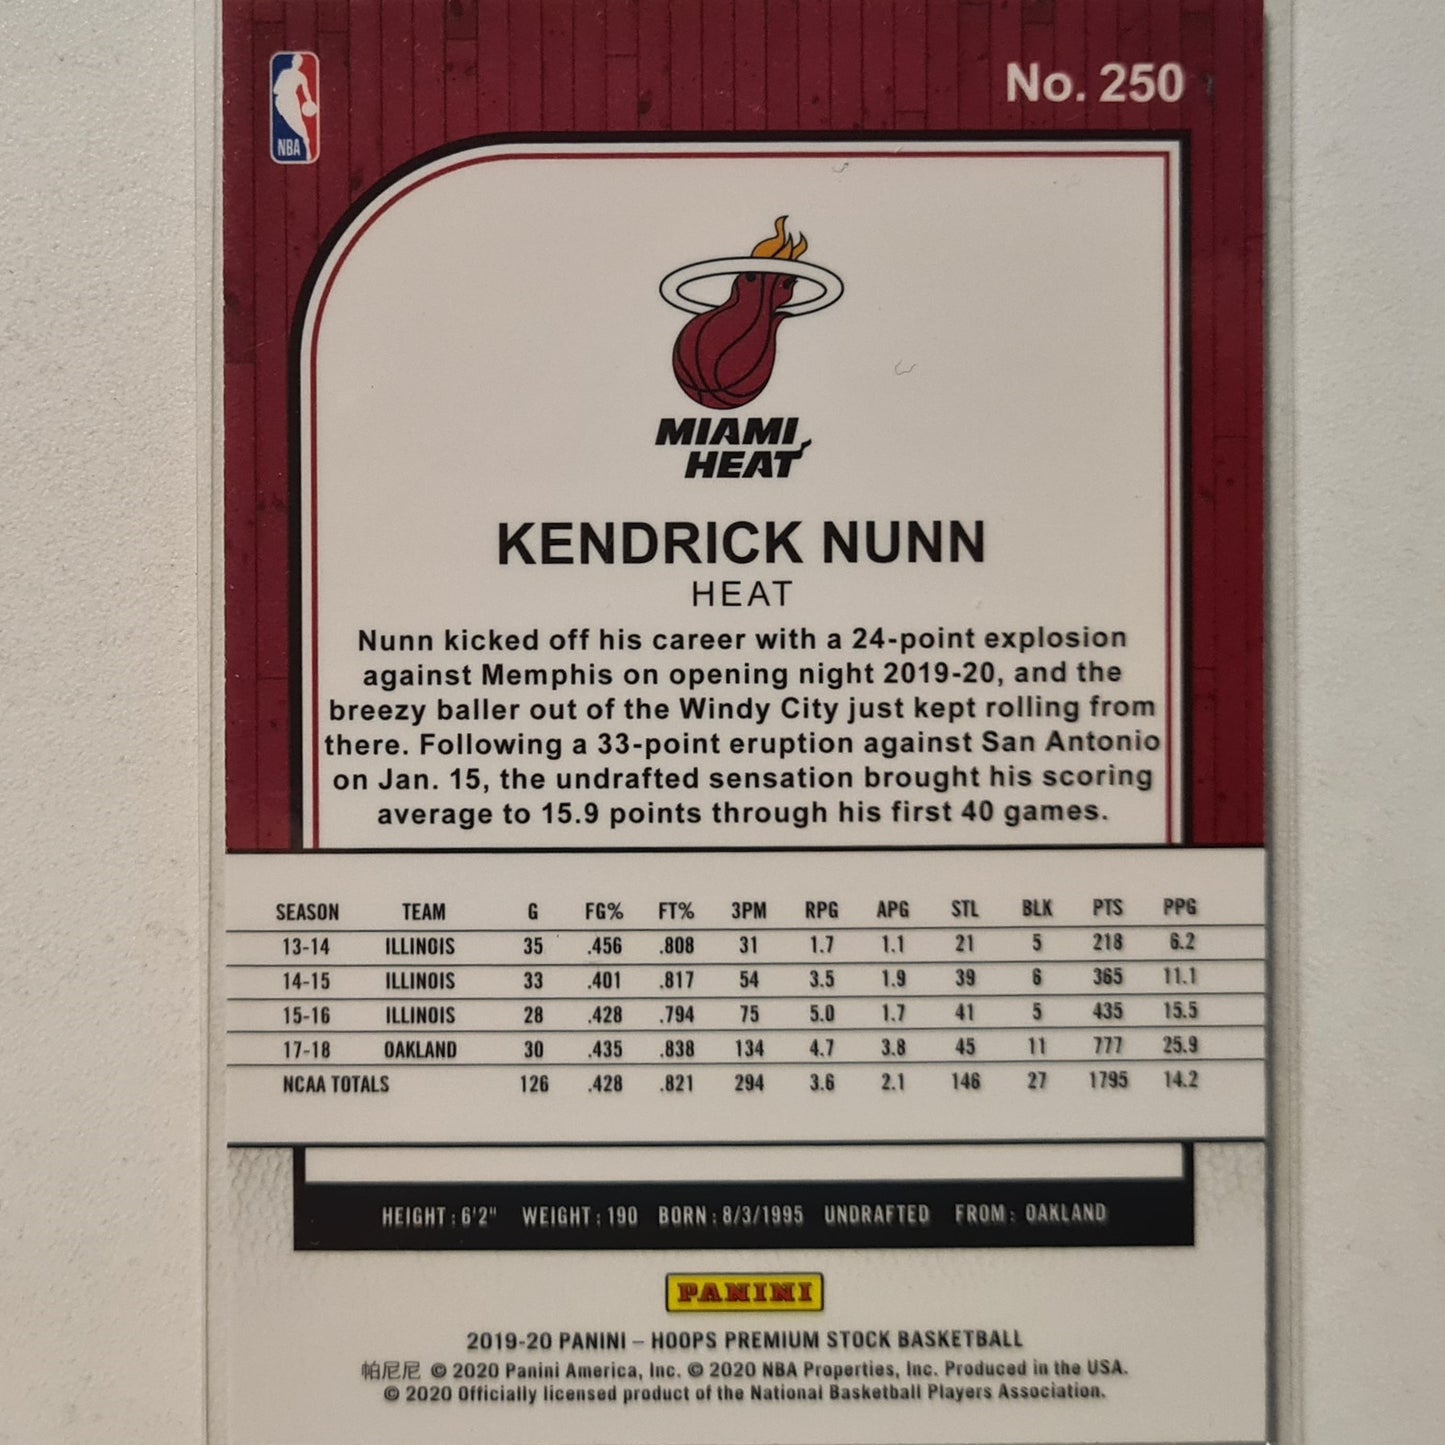 No. 250
NBA
MIAMI
HEAT
KENDRICK NUNN
HEAT
Nunn kicked off his career with a 24-point explosion
against Memphis on opening night 2019-20, and the
breezy baller out of the Windy City just kept rolling from
there. Following a 33-point eruption against San Antonio
on Jan. 15, the undrafted sensation brought his scoring
average to 15.9 points through his first 40 games.
SEASON TEAM G FG% FT% 3PM RPG APG STL BLK PTS PPG
13-14 ILLINOIS 35 .456 .808 31 1.7 1.1 21 5 218 6.2
14-15 ILLINOIS 33 .401 .817 54 3.5 1.9 39 6 365 11.1
15-16 ILLINOIS 28 .428 .794 75 5.0 1.7 41 5 435 15.5
17-18 OAKLAND 30 .435 .838 134 4.7 3.8 45 11 777 25.9
NCAA TOTALS 126 .428 .821 294 3.6 2.1 146 27 1795 14.2
HEIGHT : 6'2" WEIGHT : 190 BORN : 8/3/1995 UNDRAFTED FROM : OAKLAND
PANINI
2019-20 PANINI – HOOPS PREMIUM STOCK BASKETBALL
帕尼尼 © 2020 Panini America, Inc. © 2020 NBA Properties, Inc. Produced in the USA.
© 2020 Officially licensed product of the National Basketball Players Association.